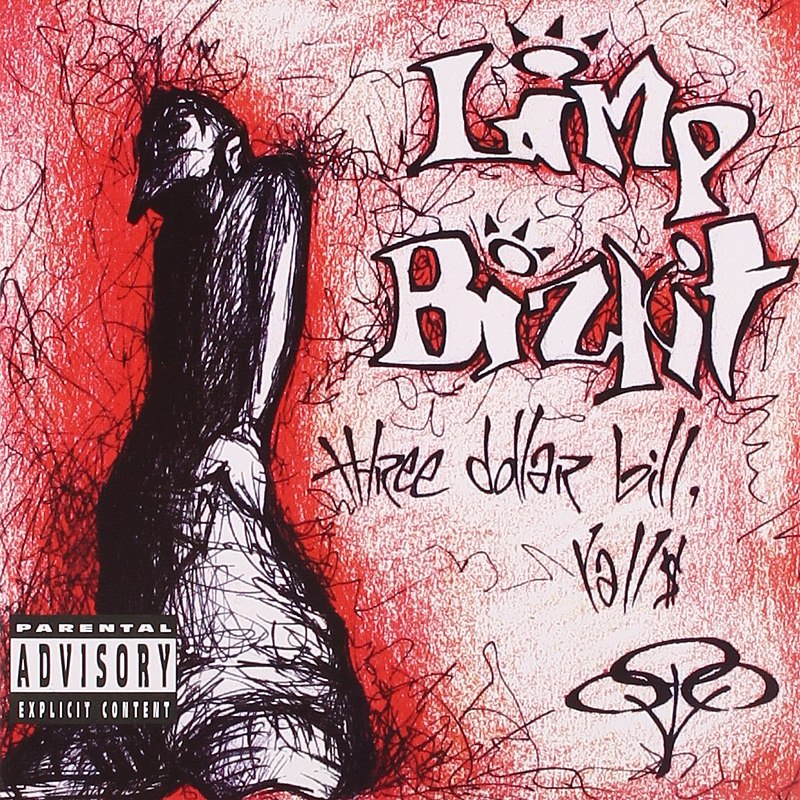 Limp
Bizkit
three dollar bill,
yall$
PARENTAL
ADVISORY
EXPLICIT CONTENT